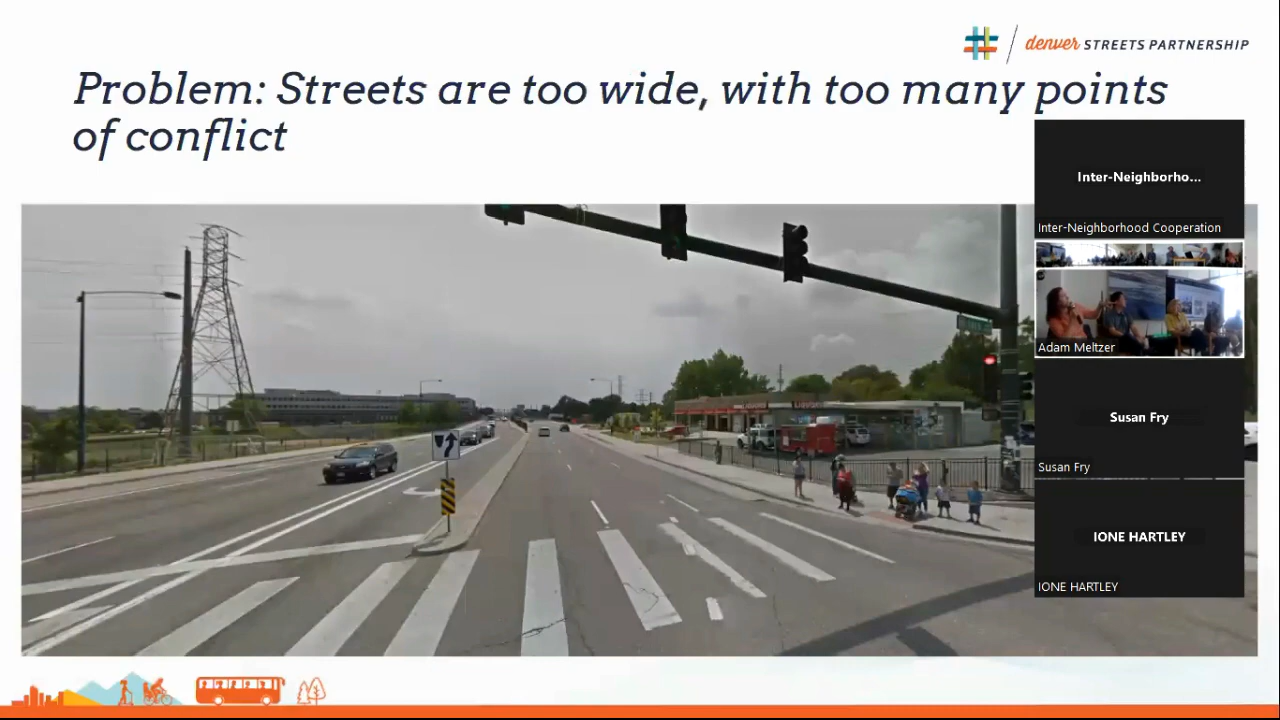 denver STREETS PARTNERSHIP
Problem: Streets are too wide, with too many points
of conflict
Inter-Neighborho...
Inter-Neighborhood Cooperation
Adam Meltzer
Susan Fry
Susan Fry
IONE HARTLEY
IONE HARTLEY